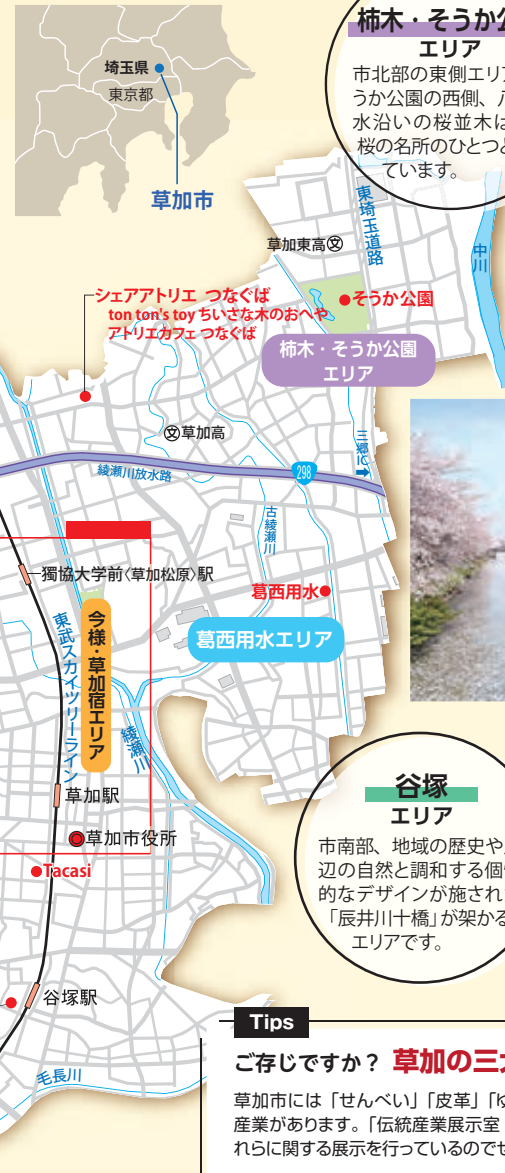 埼玉県
東京都
草加市
柿木・そうか公
エリア
市北部の東側エリア
うか公園の西側、八
水沿いの桜並木は
桜の名所のひとつと
ています。
東埼玉道路
中川
草加東高㊛
そうか公園
シェアアトリエ つなぐば
ton ton's toy ちいさな木のおへや
アトリエカフェ つなぐば
柿木・そうか公園
エリア
文草加高
三郷IC
綾瀬川放水路
298
古綾瀬川
獨協大学前〈草加松原〉駅
葛西用水
葛西用水エリア
今様・草加宿エリア
東武スカイツリーライン
綾瀬川
草加駅
草加市役所
Tacasi
谷塚駅
毛長川
谷塚
エリア
市南部、地域の歴史や
辺の自然と調和する個
的なデザインが施され
「辰井川十橋」が架かる
エリアです。
Tips
ご存じですか？ 草加の三
草加市には「せんべい」「皮革」「ゆ
産業があります。「伝統産業展示室
れらに関する展示を行っているのでせ